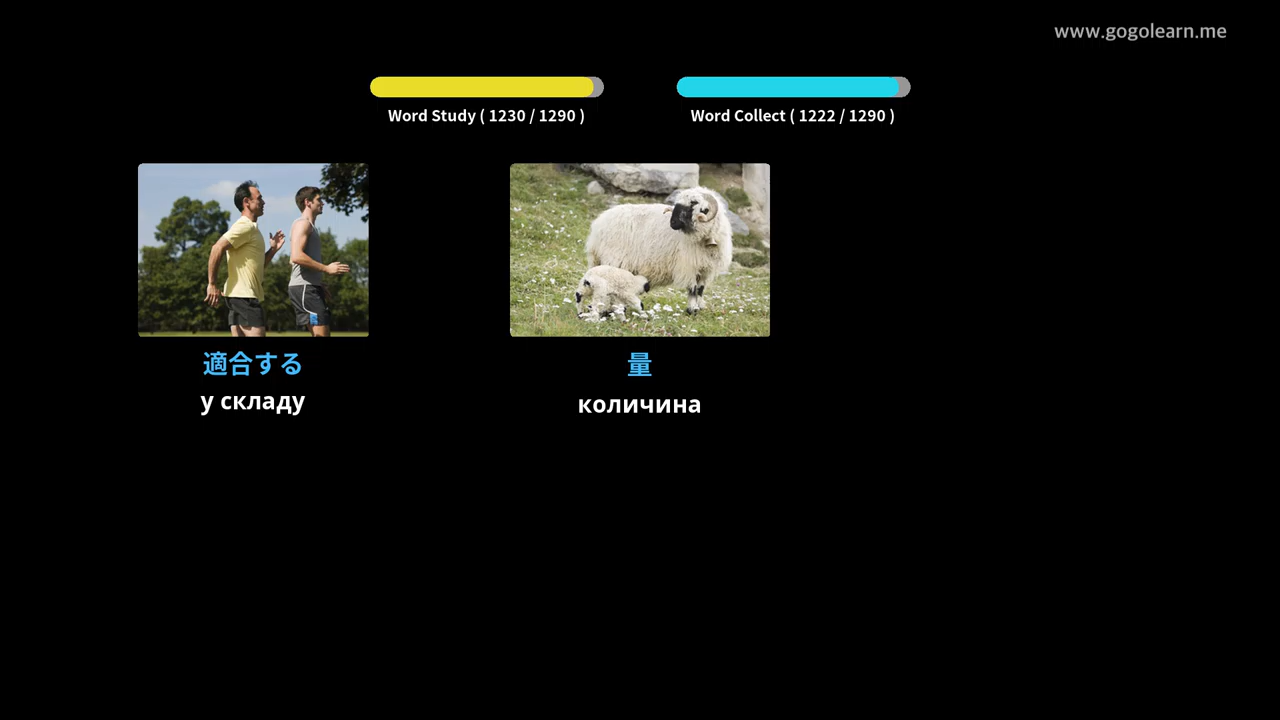 www.gogolearn.me
Word Study ( 1230 / 1290 )
Word Collect ( 1222 / 1290 )
適合する
у складу
量
количина